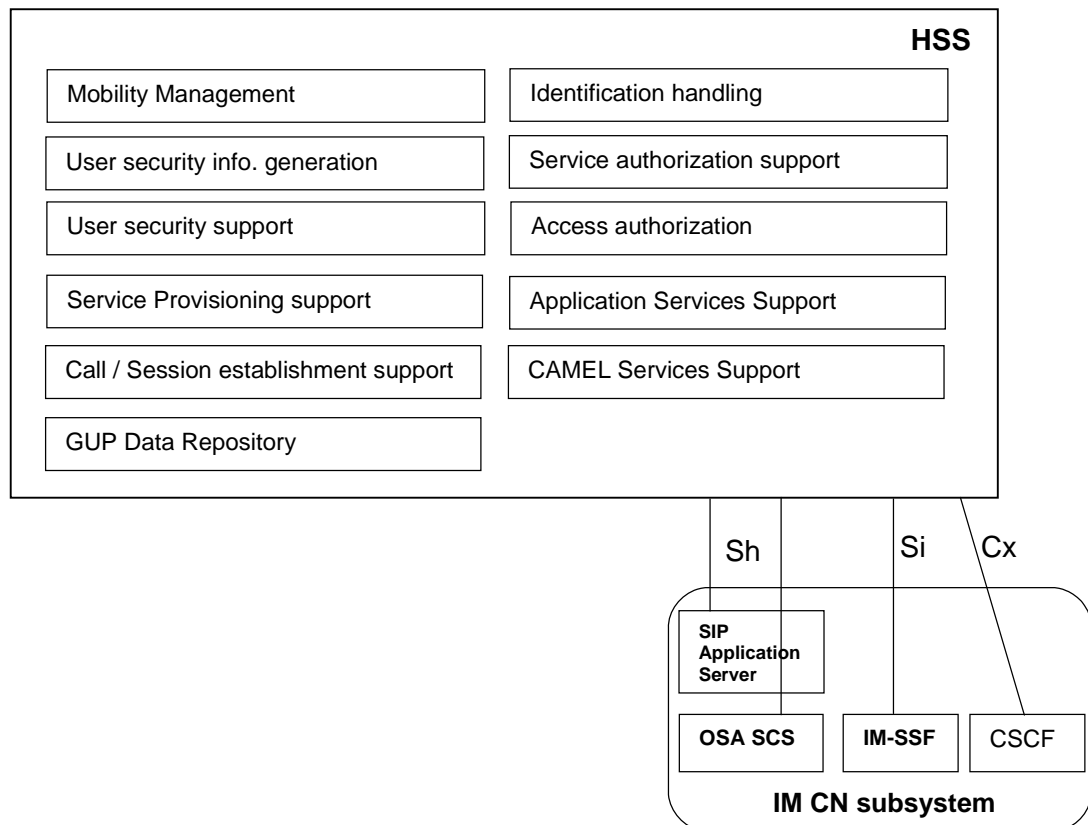 HSS
Mobility Management
Identification handling
User security info. generation
Service authorization support
User security support
Access authorization
Service Provisioning support
Application Services Support
Call / Session establishment support
CAMEL Services Support
GUP Data Repository
Sh
Si
Cx
SIP
Application
Server
OSA SCS
IM-SSF
CSCF
IM CN subsystem